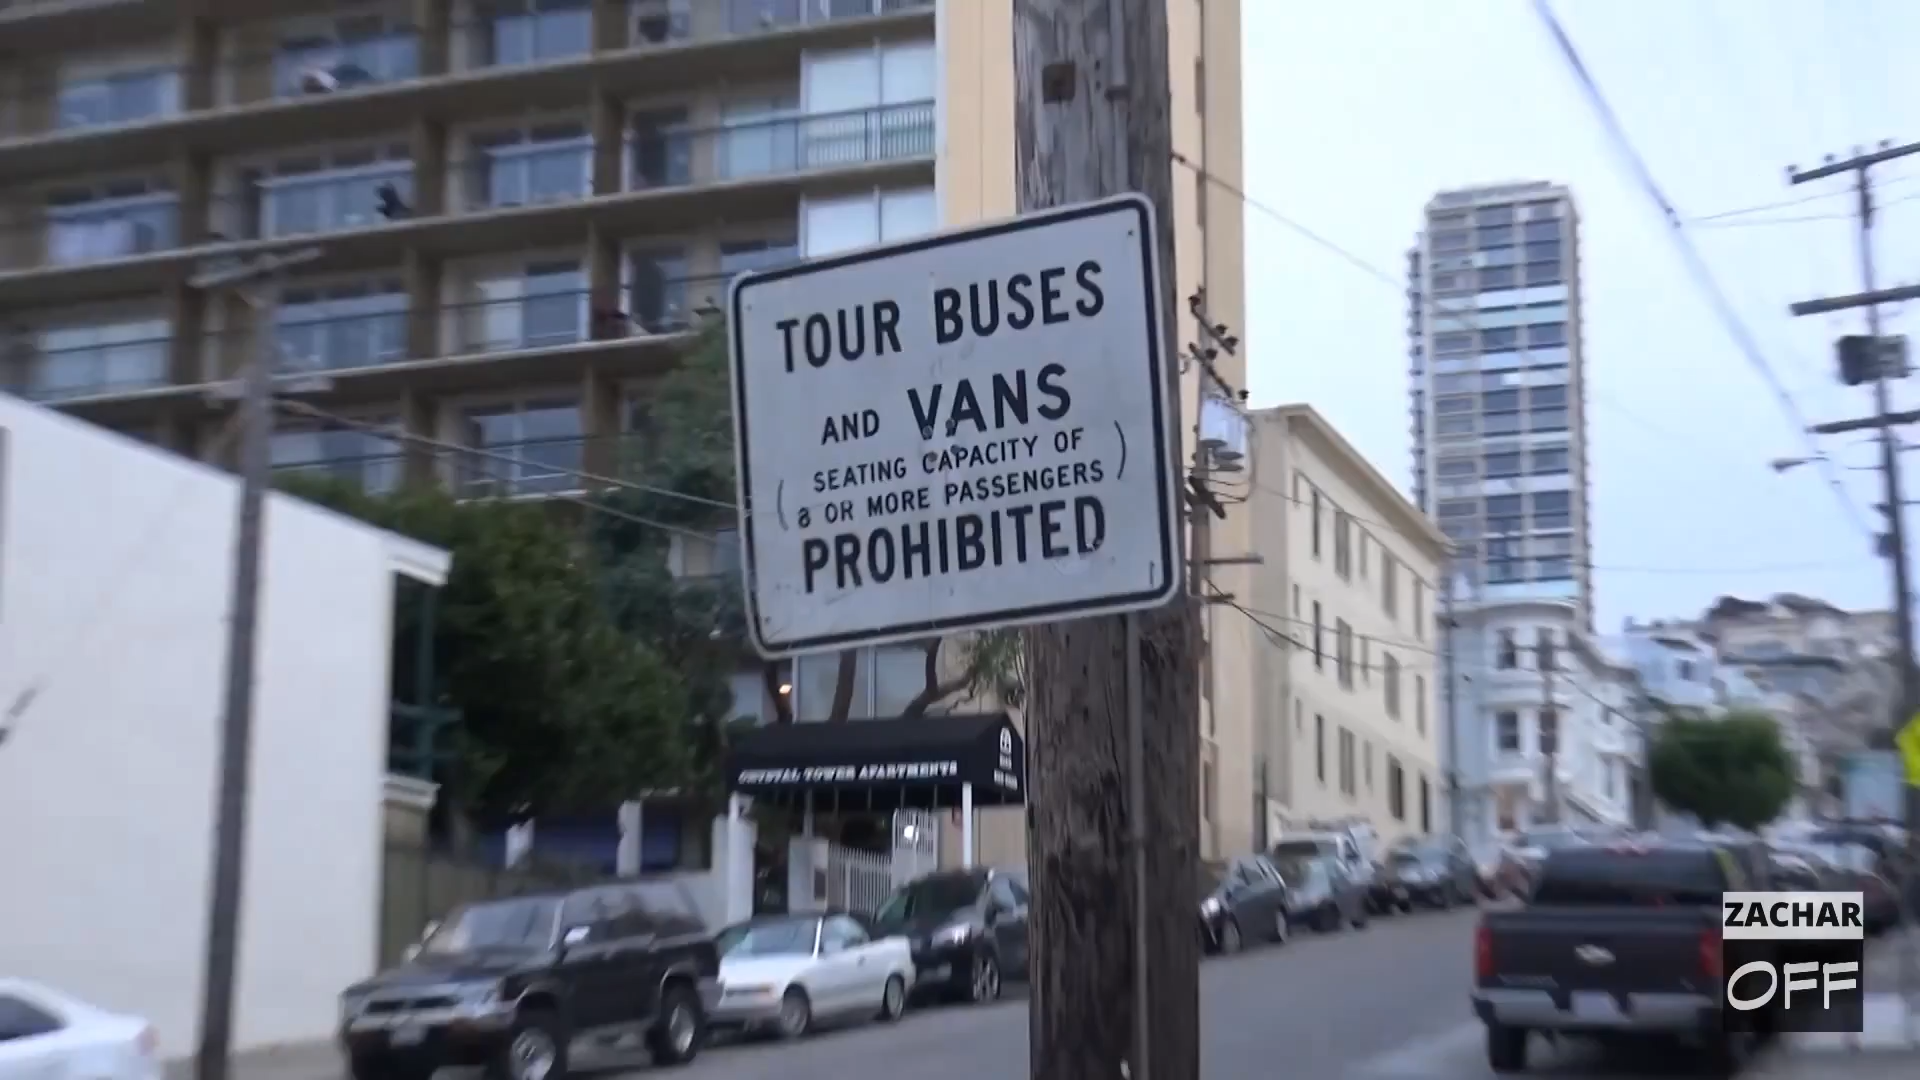 TOUR BUSES
AND VANS
( SEATING CAPACITY OF )
( 8 OR MORE PASSENGERS )
PROHIBITED
CRYSTAL TOWER APARTMENTS
ZACHAR
OFF